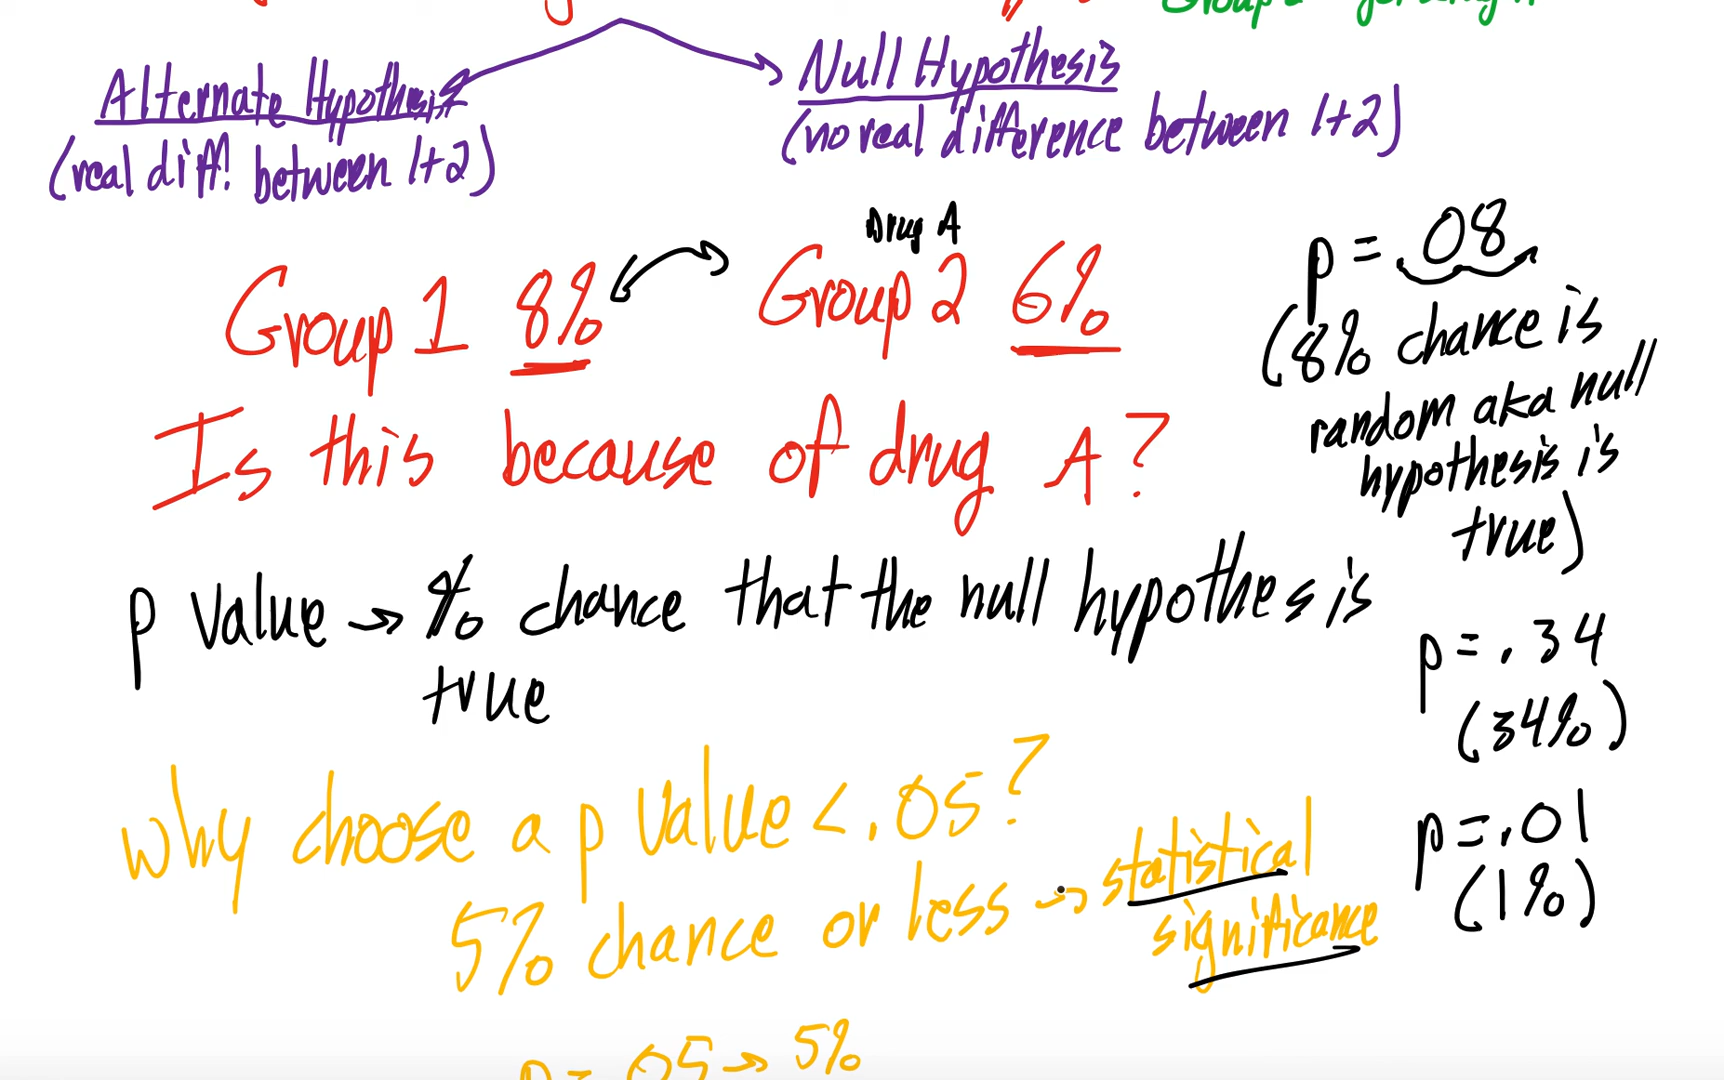 Alternate Hypothesis
(real diff. between 1+2)
Null Hypothesis
(no real difference between 1+2)
Drug A
Group 1 8%
Group 2 6%
Is this because of drug A?
p = .08
(8% chance is
random aka null
hypothesis is
true)
p value → % chance that the null hypothesis is
true
p = .34
(34%)
p = .01
(1%)
Why choose a p value < .05?
5% chance or less → statistical
significance
p = .05 → 5%